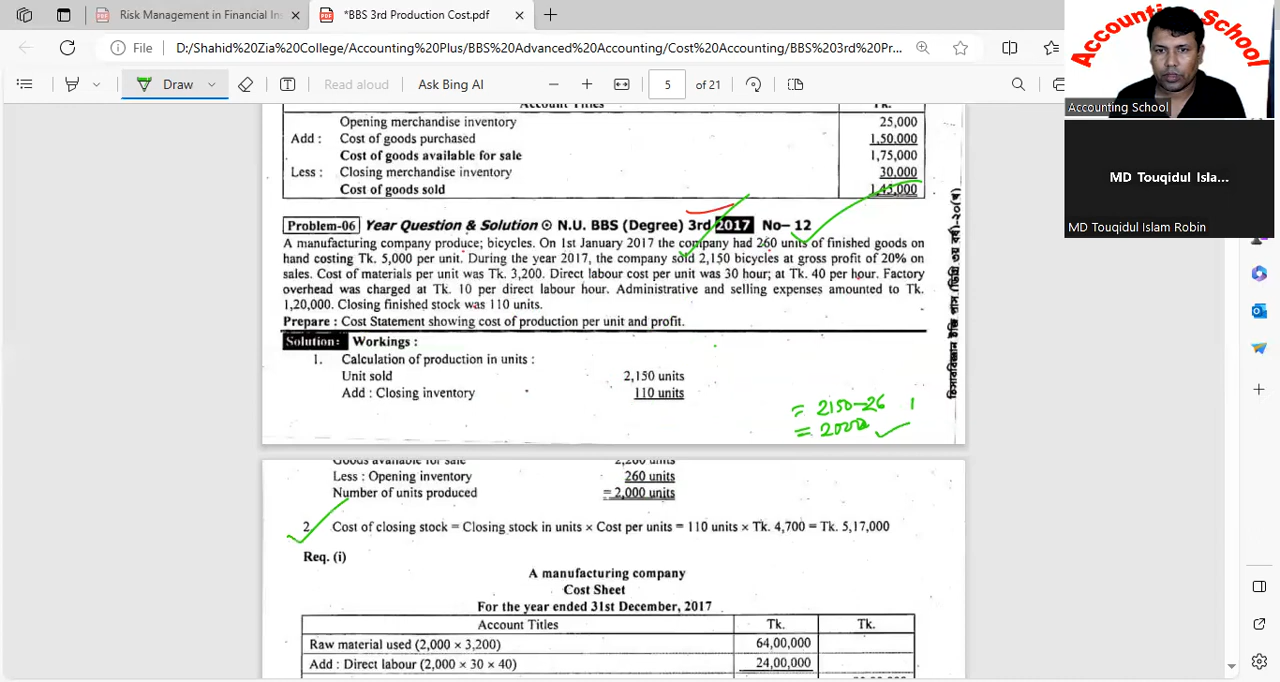 Risk Management in Financial In
*BBS 3rd Production Cost.pdf
File
D:/Shahid%20Zia%20College/Accounting%20Plus/BBS%20Advanced%20Accounting/Cost%20Accounting/BBS%203rd%20Pr...
Draw
Read aloud
Ask Bing AI
5 of 21
Accounting School
Accounting School
MD Touqidul Isla...
MD Touqidul Islam Robin
Account Titles Tk.
Opening merchandise inventory 25,000
Add : Cost of goods purchased 1,50,000
Cost of goods available for sale 1,75,000
Less : Closing merchandise inventory 30,000
Cost of goods sold 1,45,000
Problem-06 Year Question & Solution ⊙ N.U. BBS (Degree) 3rd 2017 No– 12
A manufacturing company produce; bicycles. On 1st January 2017 the company had 260 units of finished goods on
hand costing Tk. 5,000 per unit. During the year 2017, the company sold 2,150 bicycles at gross profit of 20% on
sales. Cost of materials per unit was Tk. 3,200. Direct labour cost per unit was 30 hour; at Tk. 40 per hour. Factory
overhead was charged at Tk. 10 per direct labour hour. Administrative and selling expenses amounted to Tk.
1,20,000. Closing finished stock was 110 units.
Prepare : Cost Statement showing cost of production per unit and profit.
Solution: Workings :
1. Calculation of production in units :
Unit sold 2,150 units
Add : Closing inventory 110 units
= 2150-26
Goods available for sale 2,260 units
Less : Opening inventory 260 units
Number of units produced = 2,000 units
2. Cost of closing stock = Closing stock in units × Cost per units = 110 units × Tk. 4,700 = Tk. 5,17,000
Req. (i)
A manufacturing company
Cost Sheet
For the year ended 31st December, 2017
Account Titles Tk. Tk.
Raw material used (2,000 × 3,200) 64,00,000
Add : Direct labour (2,000 × 30 × 40) 24,00,000